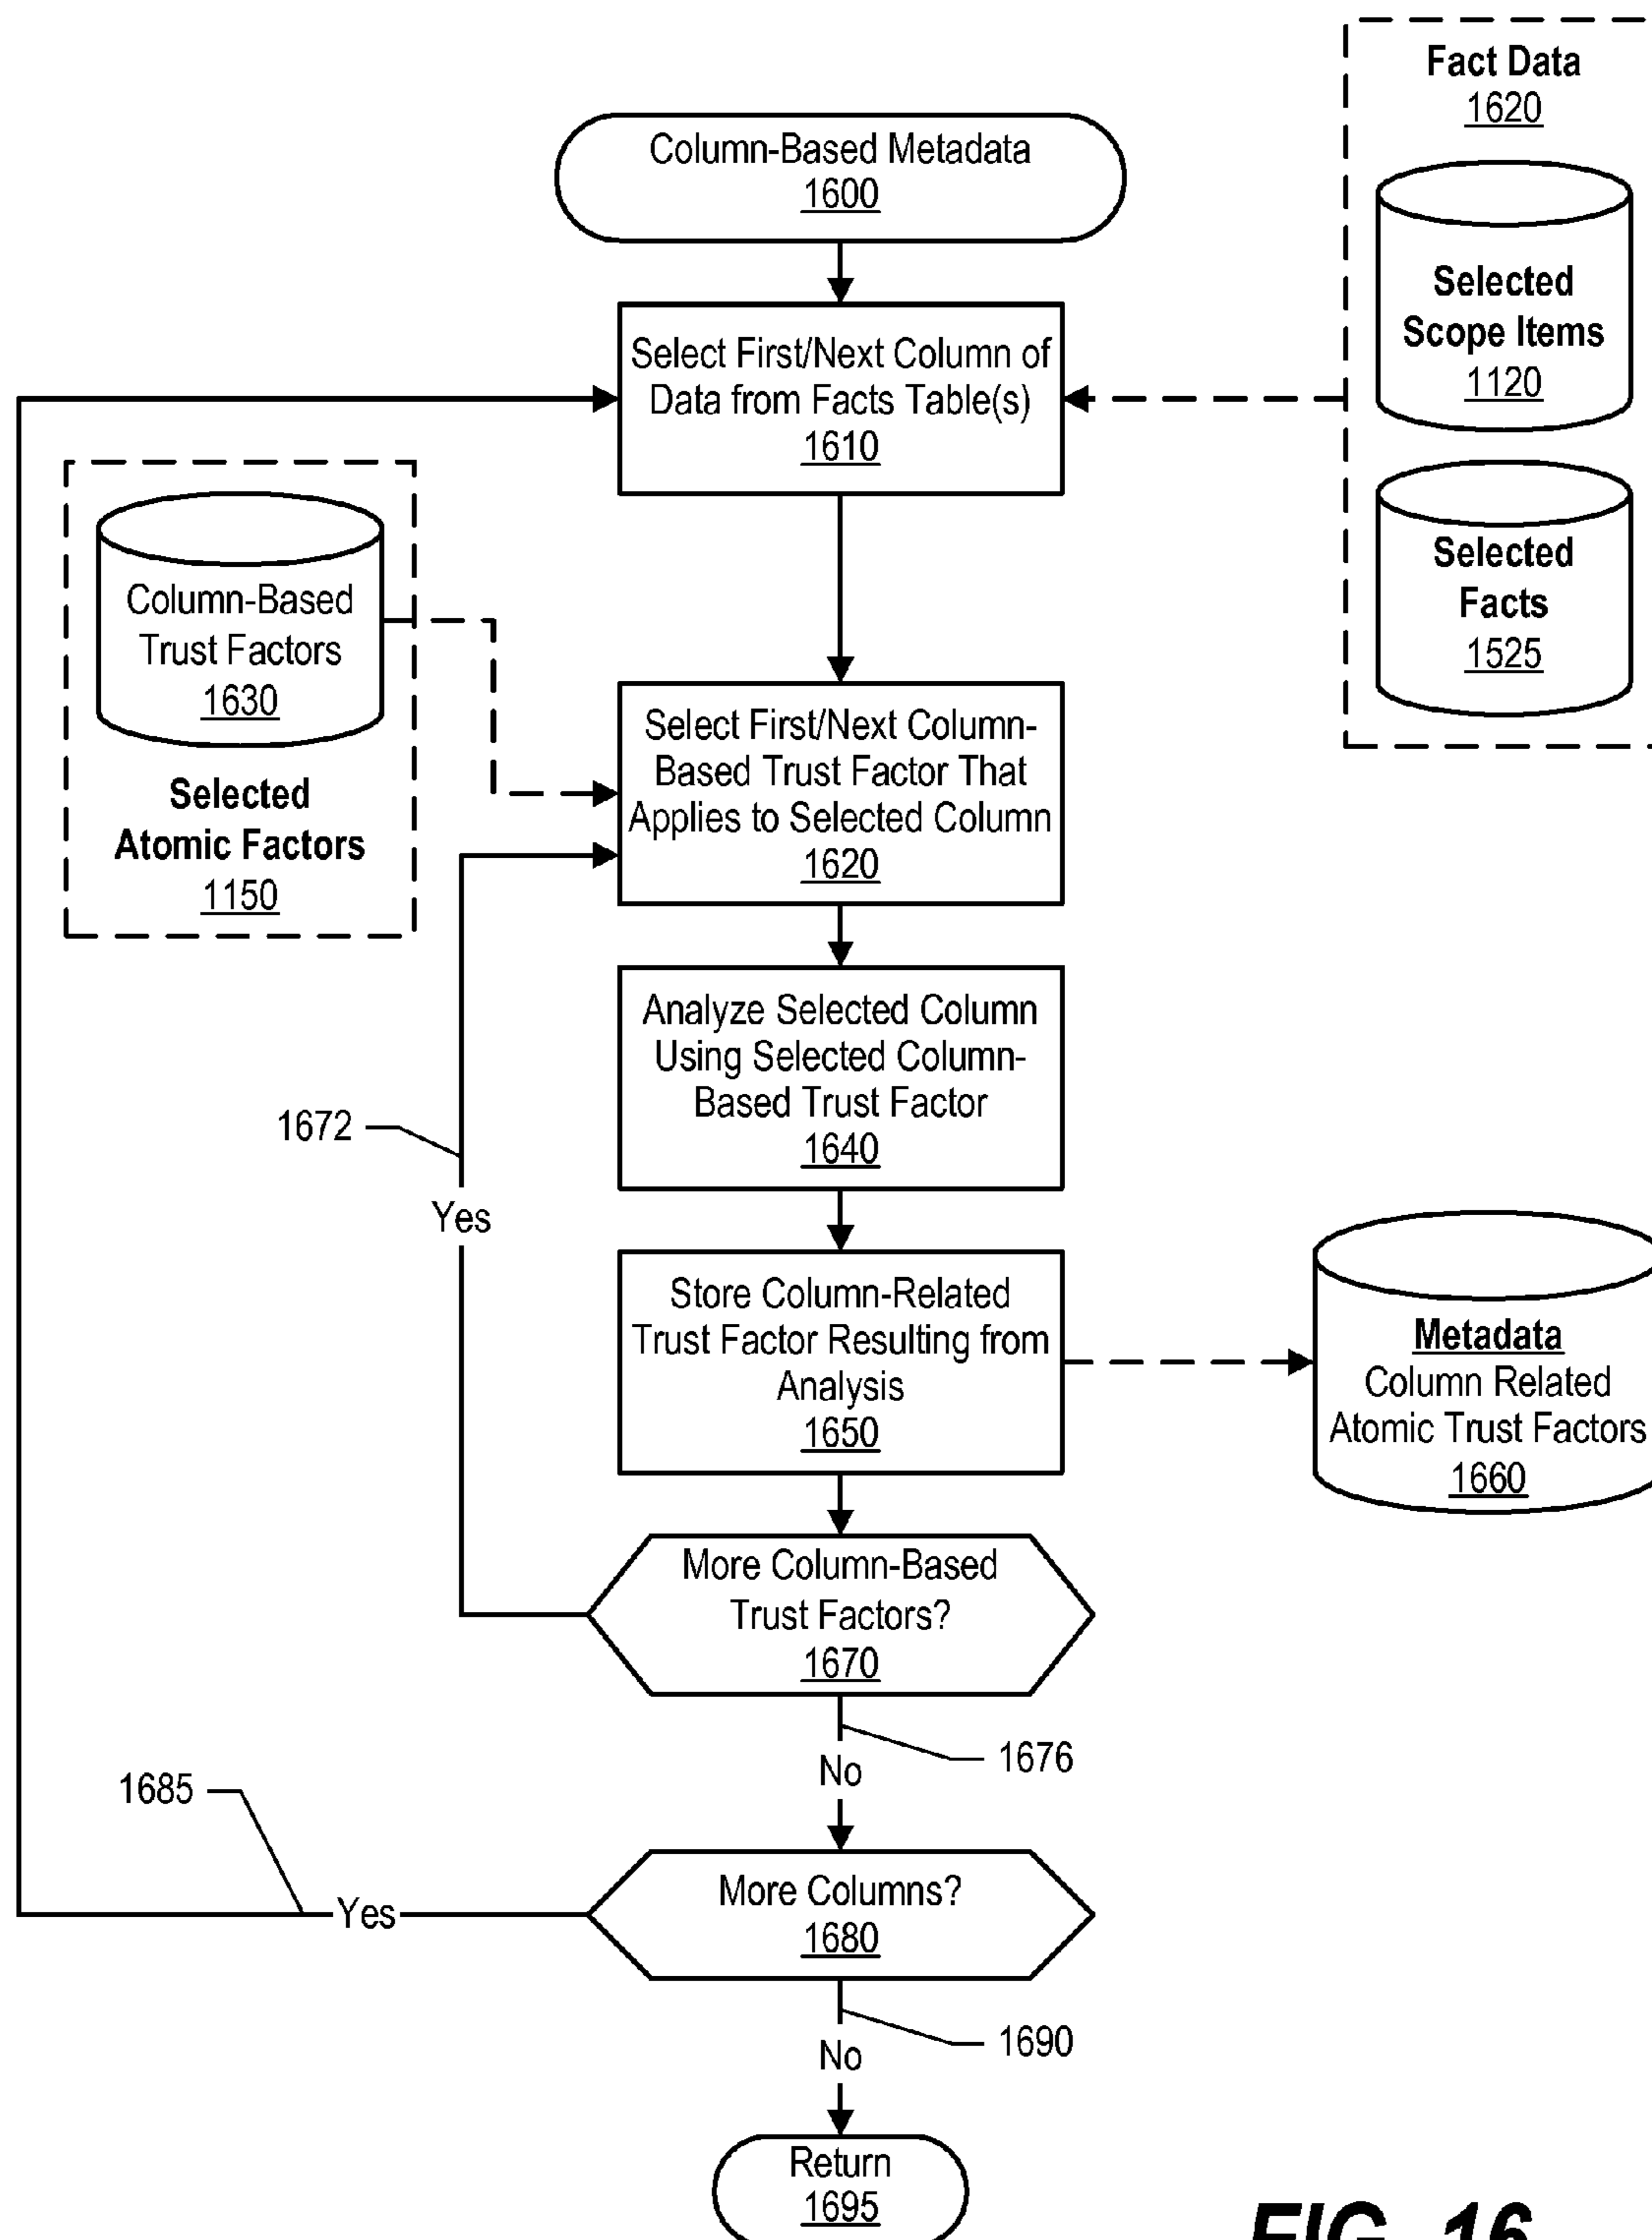 Fact Data
1620
Column-Based Metadata
1600
Selected
Scope Items
1120
Select First/Next Column of
Data from Facts Table(s)
1610
Selected
Facts
1525
Column-Based
Trust Factors
1630
Selected
Atomic Factors
1150
Select First/Next Column-
Based Trust Factor That
Applies to Selected Column
1620
Analyze Selected Column
Using Selected Column-
Based Trust Factor
1640
1672
Yes
Store Column-Related
Trust Factor Resulting from
Analysis
1650
Metadata
Column Related
Atomic Trust Factors
1660
More Column-Based
Trust Factors?
1670
1676
No
1685
Yes
More Columns?
1680
1690
No
Return
1695
FIG. 16